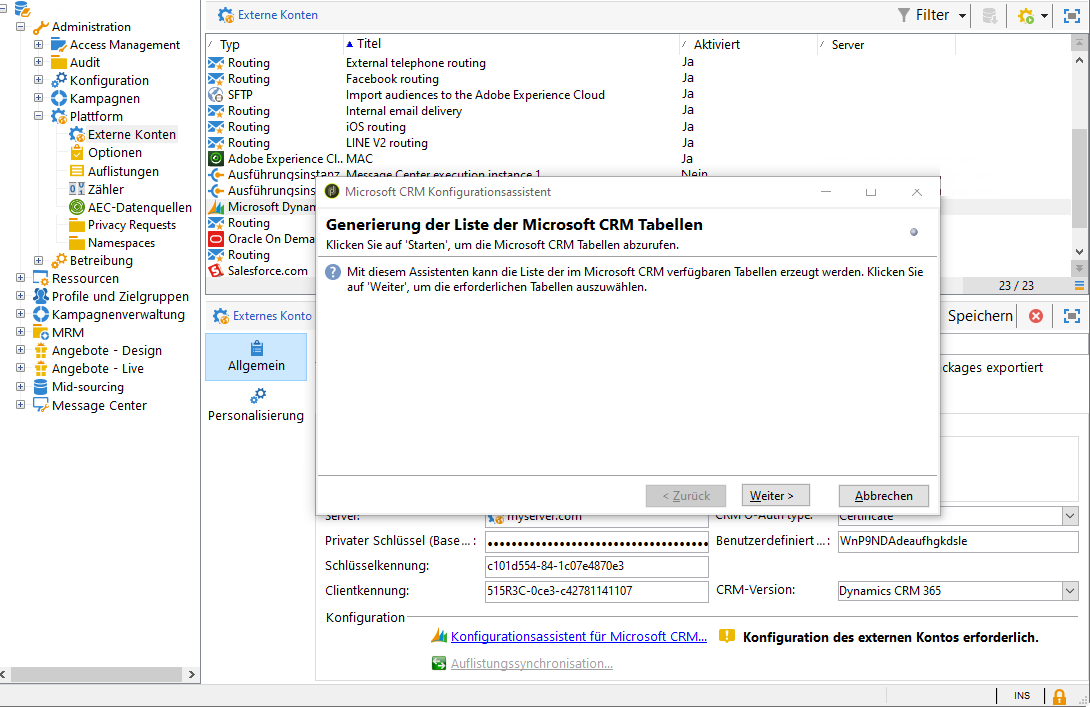 Administration
Access Management
Audit
Konfiguration
Kampagnen
Plattform
Externe Konten
Optionen
Auflistungen
Zähler
AEC-Datenquellen
Privacy Requests
Namespaces
Betreibung
Ressourcen
Profile und Zielgruppen
Kampagnenverwaltung
MRM
Angebote - Design
Angebote - Live
Mid-sourcing
Message Center
Externe Konten
Filter
Typ Titel Aktiviert Server
Routing External telephone routing Ja
Routing Facebook routing Ja
SFTP Import audiences to the Adobe Experience Cloud Ja
Routing Internal email delivery Ja
Routing iOS routing Ja
Routing LINE V2 routing Ja
Adobe Experience Cl.. MAC Ja
Ausführungsinstanz Message Center execution instance 1 Nein
Ausführungsins
Microsoft Dynam
Routing
Oracle On Dema
Routing
Salesforce.com
23 / 23
Microsoft CRM Konfigurationsassistent
Generierung der Liste der Microsoft CRM Tabellen
Klicken Sie auf 'Starten', um die Microsoft CRM Tabellen abzurufen.
Mit diesem Assistenten kann die Liste der im Microsoft CRM verfügbaren Tabellen erzeugt werden. Klicken Sie
auf 'Weiter', um die erforderlichen Tabellen auszuwählen.
< Zurück Weiter > Abbrechen
Externes Konto
Speichern
Allgemein
Personalisierung
ckages exportiert
Server: myserver.com CRM O-Auth type: Certificate
Privater Schlüssel (Base... : Benutzerdefiniert ... : WnP9NDAdeaufhgkdsle
Schlüsselkennung: c101d554-84-1c07e4870e3
Clientkennung: 515R3C-0ce3-c42781141107 CRM-Version: Dynamics CRM 365
Konfiguration
Konfigurationsassistent für Microsoft CRM... Konfiguration des externen Kontos erforderlich.
Auflistungssynchronisation...
INS